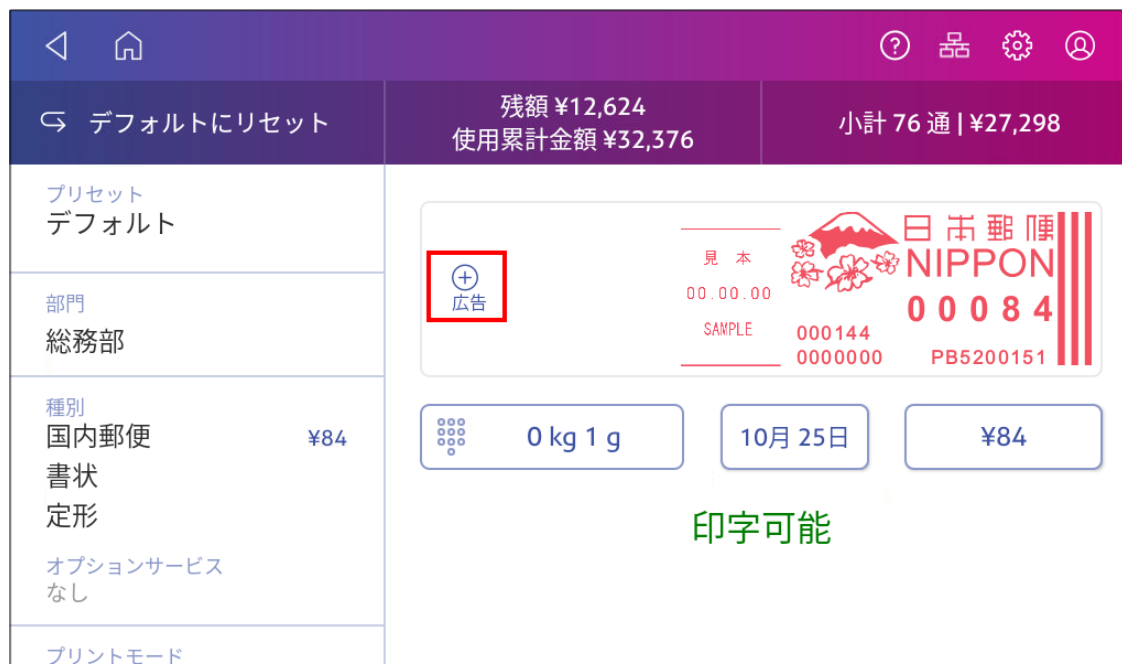 デフォルトにリセット
残額 ¥12,624
使用累計金額 ¥32,376
小計 76 通 | ¥27,298
プリセット
デフォルト
部門
総務部
種別
国内郵便 ¥84
書状
定形
オプションサービス
なし
プリントモード
広告
見 本
00.00.00
SAMPLE
000144
0000000
日本郵便
NIPPON
00084
PB5200151
0 kg 1 g
10月 25日
¥84
印字可能